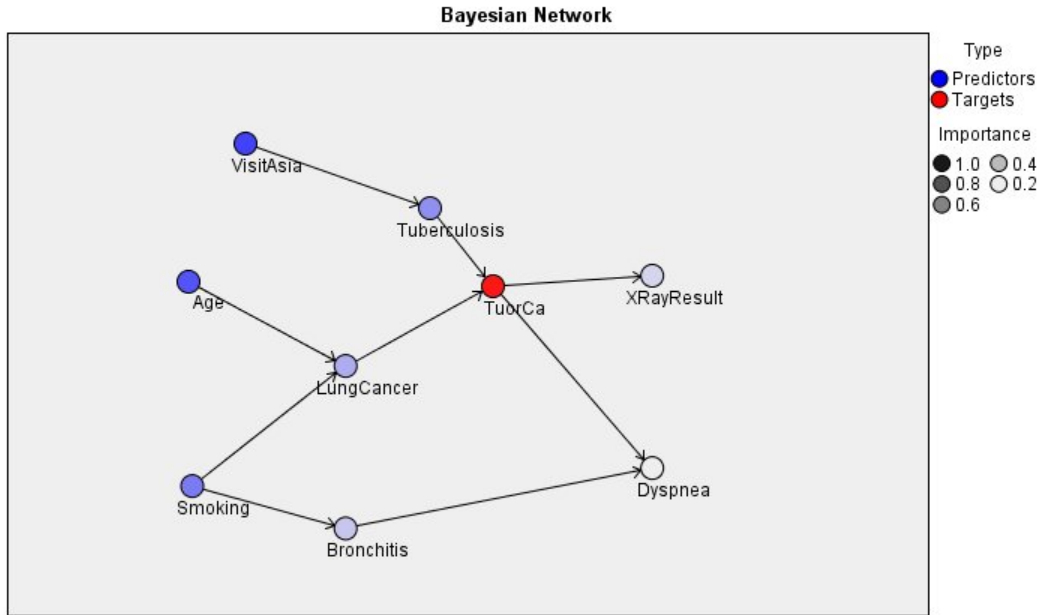 Bayesian Network
Type
Predictors
Targets
Importance
1.0 0.4
0.8 0.2
0.6
VisitAsia
Tuberculosis
Age
TuorCa
XRayResult
LungCancer
Smoking
Dyspnea
Bronchitis